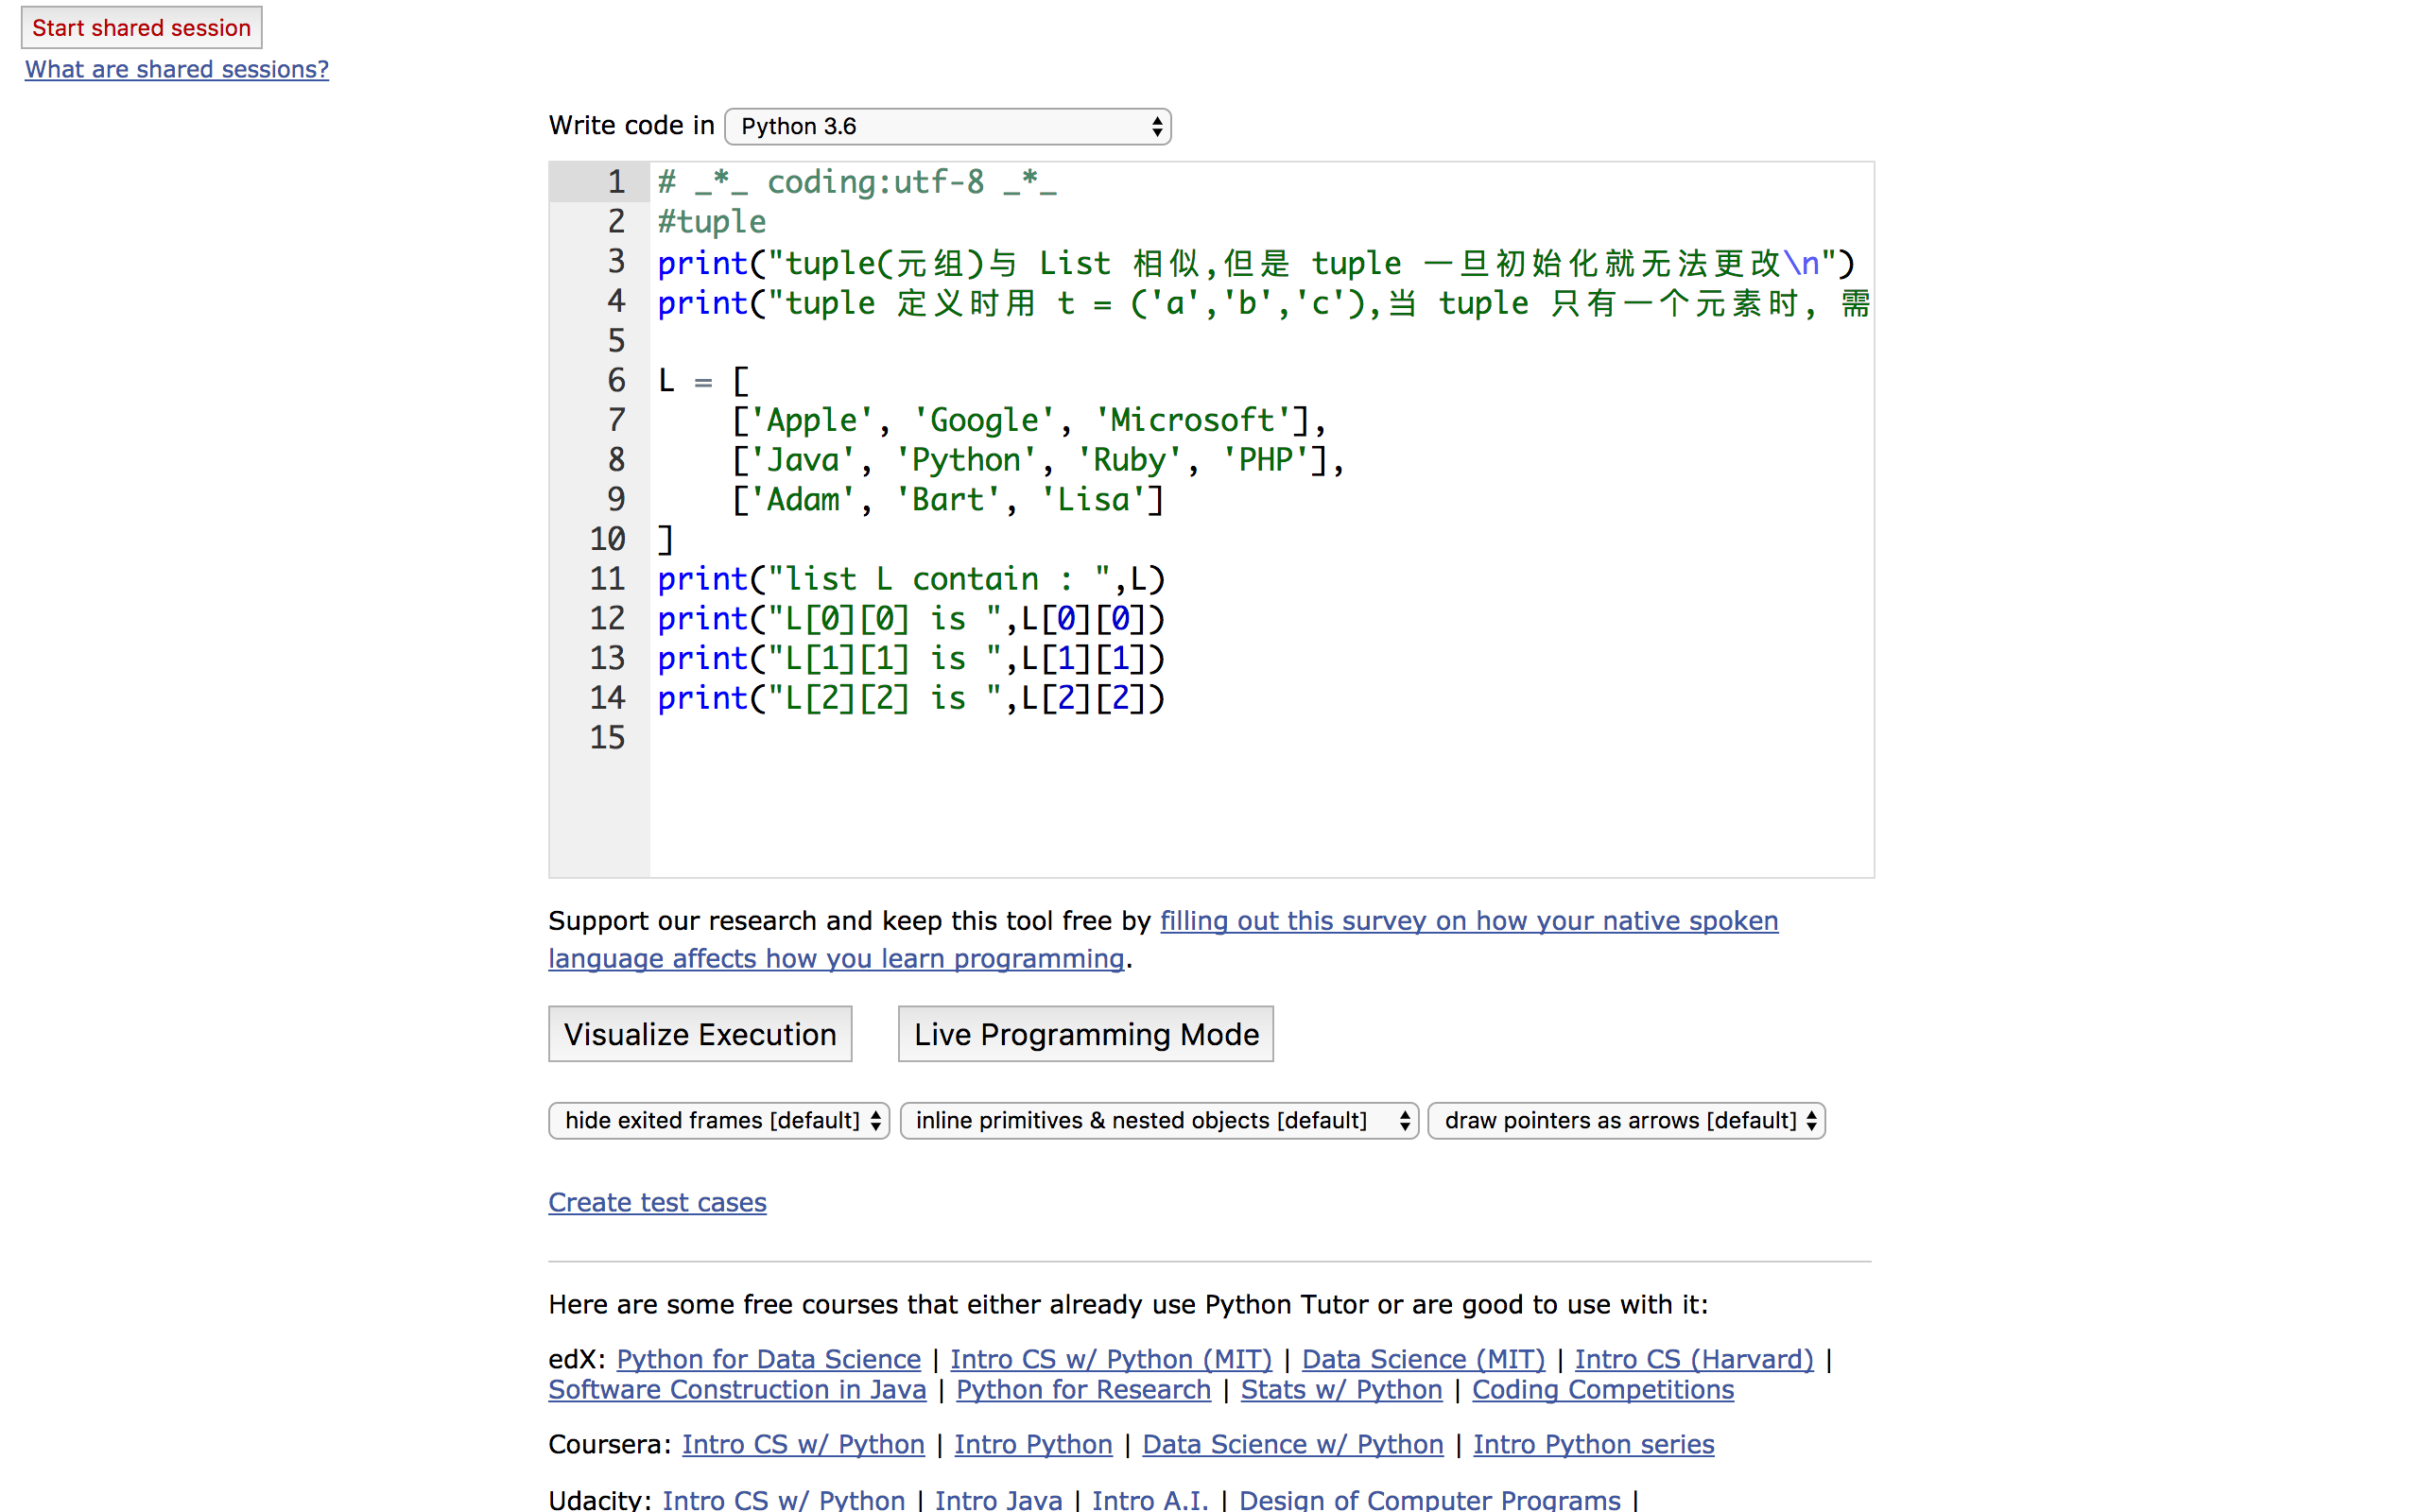 Start shared session
What are shared sessions?
Write code in Python 3.6
1 # _*_ coding:utf-8 _*_
2 #tuple
3 print("tuple(元组)与 List 相似,但是 tuple 一旦初始化就无法更改\n")
4 print("tuple 定义时用 t = ('a','b','c'),当 tuple 只有一个元素时, 需
5
6 L = [
7     ['Apple', 'Google', 'Microsoft'],
8     ['Java', 'Python', 'Ruby', 'PHP'],
9     ['Adam', 'Bart', 'Lisa']
10 ]
11 print("list L contain : ",L)
12 print("L[0][0] is ",L[0][0])
13 print("L[1][1] is ",L[1][1])
14 print("L[2][2] is ",L[2][2])
15
Support our research and keep this tool free by filling out this survey on how your native spoken
language affects how you learn programming.
Visualize Execution Live Programming Mode
hide exited frames [default] inline primitives & nested objects [default] draw pointers as arrows [default]
Create test cases
Here are some free courses that either already use Python Tutor or are good to use with it:
edX: Python for Data Science | Intro CS w/ Python (MIT) | Data Science (MIT) | Intro CS (Harvard) |
Software Construction in Java | Python for Research | Stats w/ Python | Coding Competitions
Coursera: Intro CS w/ Python | Intro Python | Data Science w/ Python | Intro Python series
Udacity: Intro CS w/ Python | Intro Java | Intro A.I. | Design of Computer Programs |